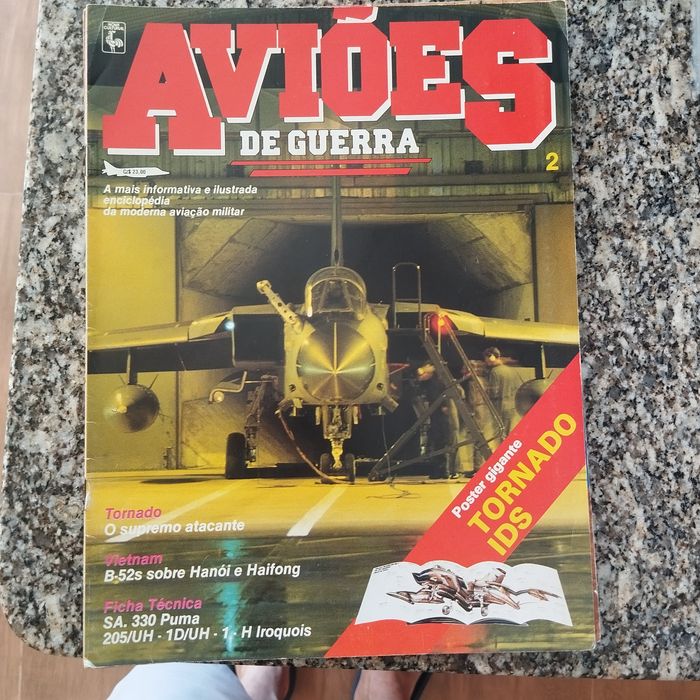 NOVA
CULTURAL
AVIÕES
DE GUERRA
2
Cz$ 23,00
A mais informativa e ilustrada
enciclopédia
da moderna aviação militar
Poster gigante
TORNADO
IDS
Tornado
O supremo atacante
Vietnam
B-52s sobre Hanói e Haifong
Ficha Técnica
SA. 330 Puma
205/UH - 1D/UH - 1 - H Iroquois